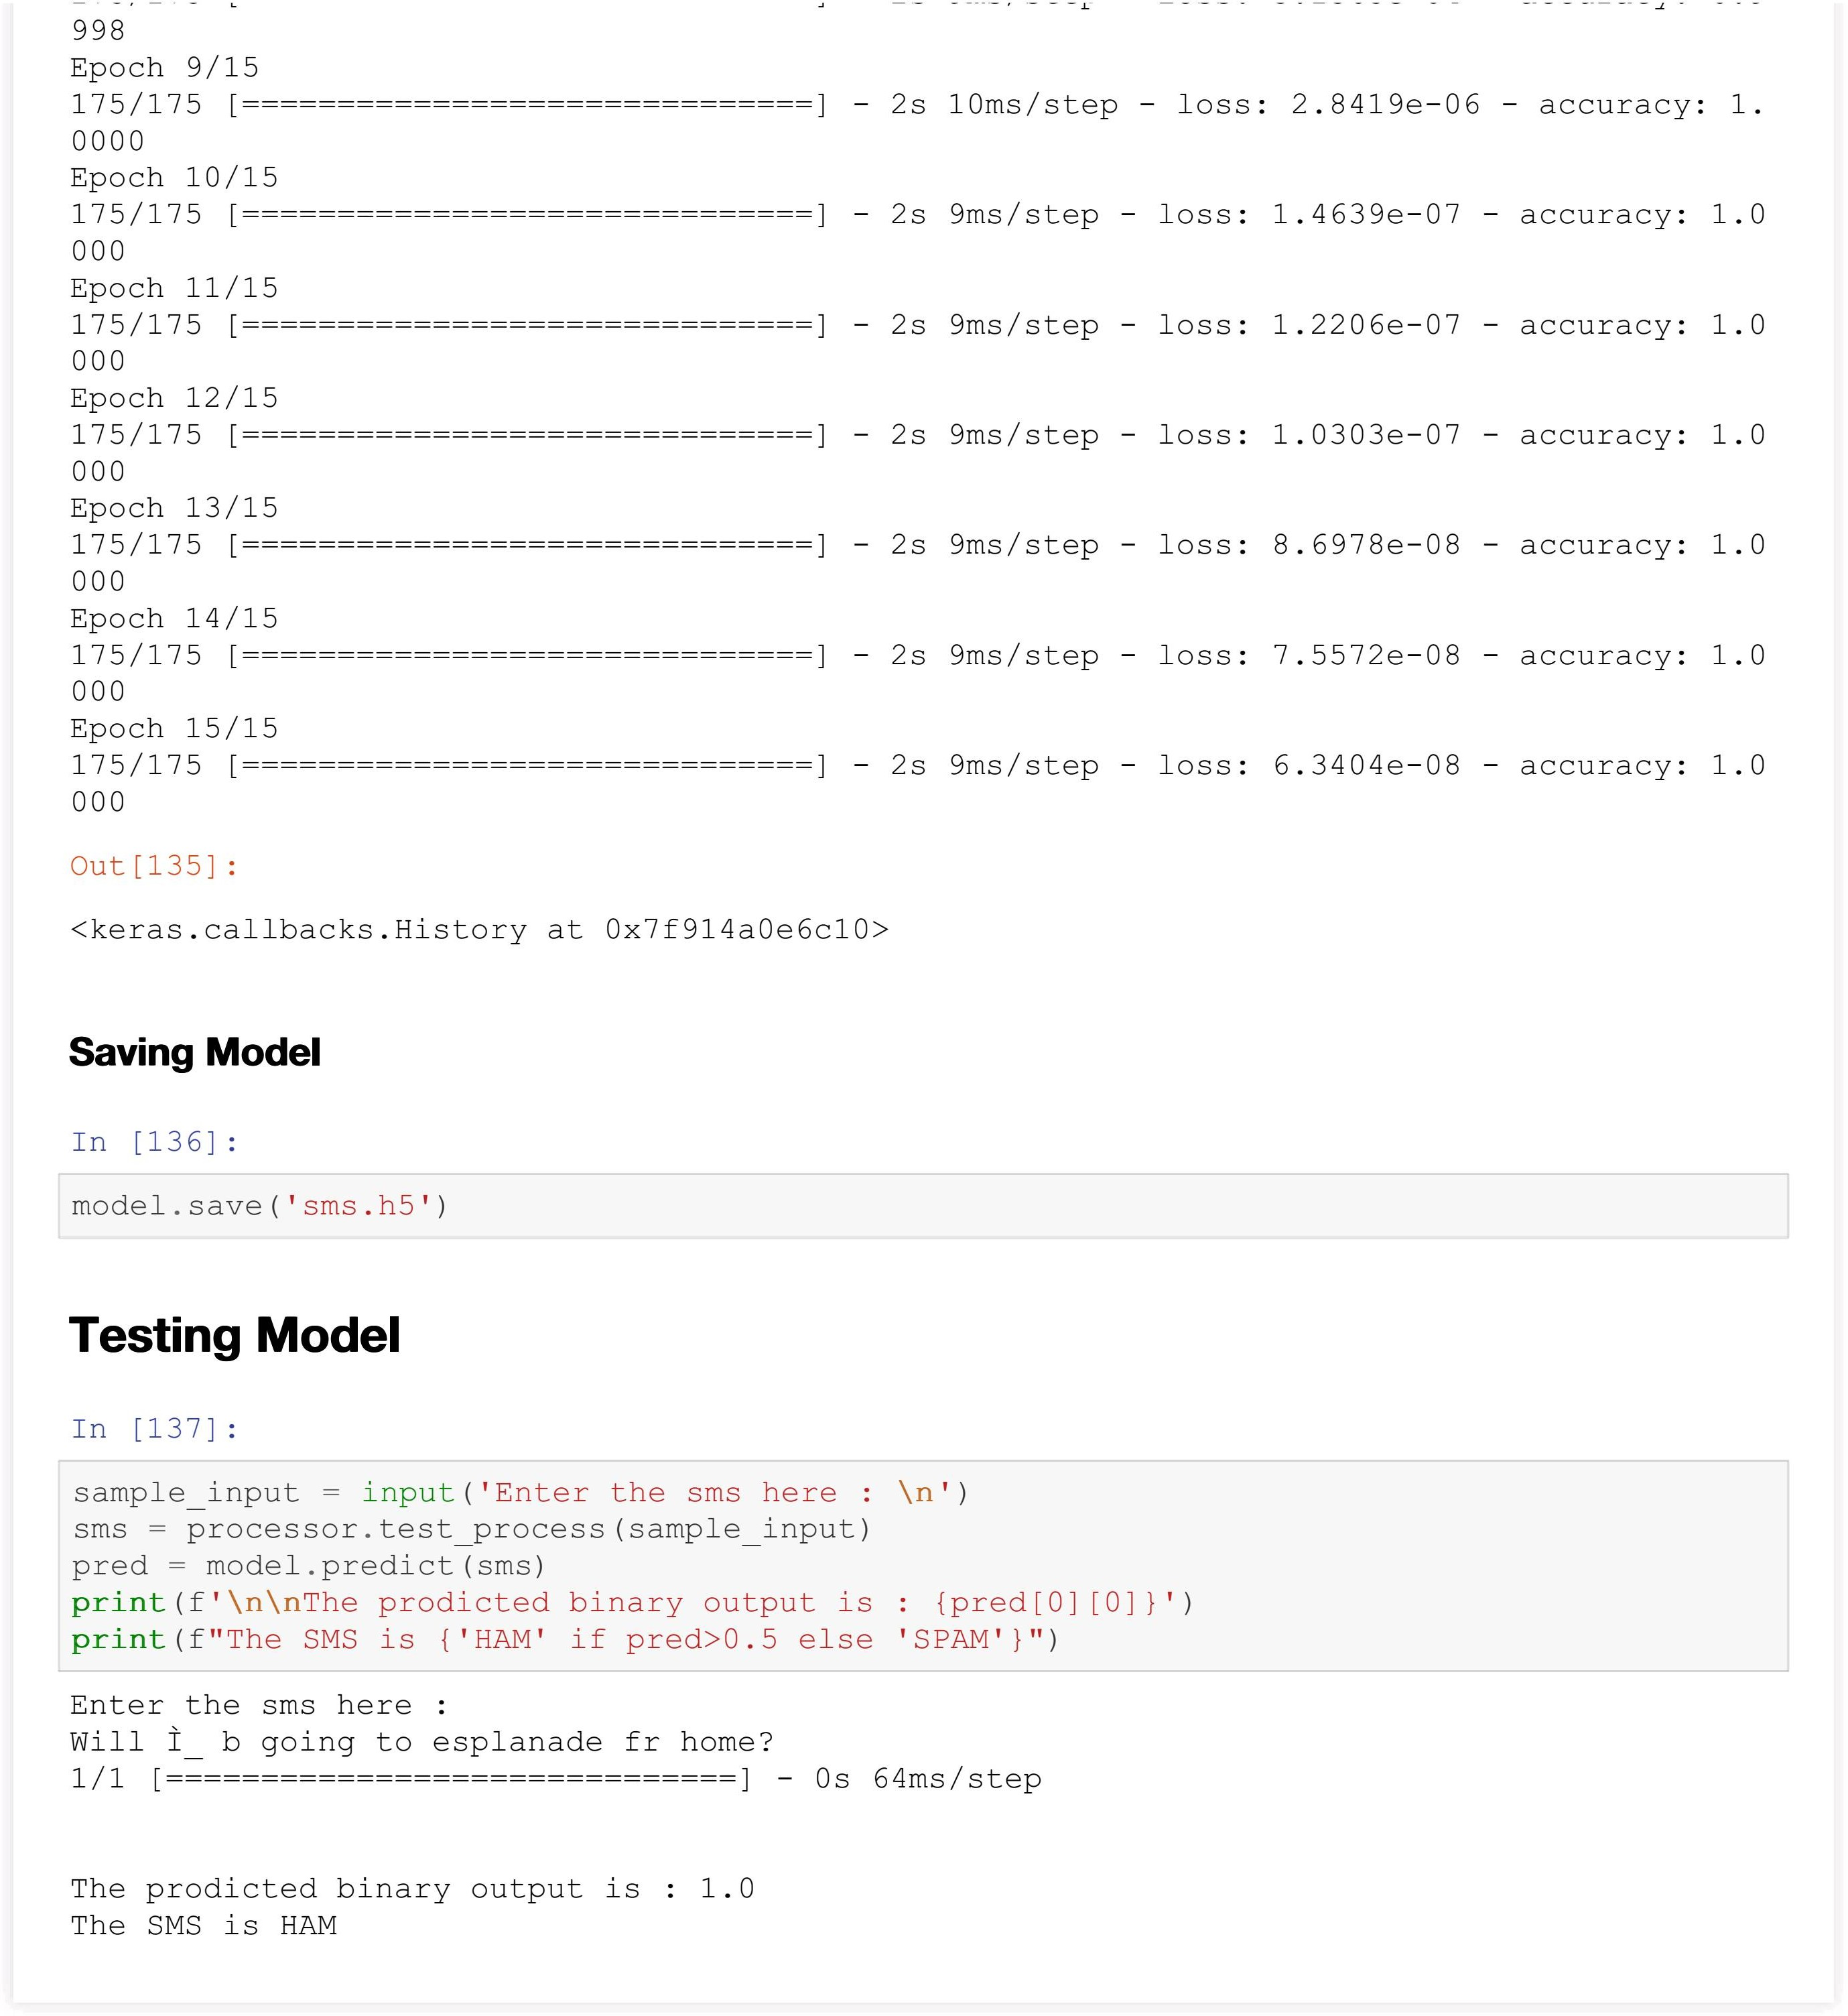 998
Epoch 9/15
175/175 [==============================] - 2s 10ms/step - loss: 2.8419e-06 - accuracy: 1.
0000
Epoch 10/15
175/175 [==============================] - 2s 9ms/step - loss: 1.4639e-07 - accuracy: 1.0
000
Epoch 11/15
175/175 [==============================] - 2s 9ms/step - loss: 1.2206e-07 - accuracy: 1.0
000
Epoch 12/15
175/175 [==============================] - 2s 9ms/step - loss: 1.0303e-07 - accuracy: 1.0
000
Epoch 13/15
175/175 [==============================] - 2s 9ms/step - loss: 8.6978e-08 - accuracy: 1.0
000
Epoch 14/15
175/175 [==============================] - 2s 9ms/step - loss: 7.5572e-08 - accuracy: 1.0
000
Epoch 15/15
175/175 [==============================] - 2s 9ms/step - loss: 6.3404e-08 - accuracy: 1.0
000
Out[135]:
<keras.callbacks.History at 0x7f914a0e6c10>
Saving Model
In [136]:
model.save('sms.h5')
Testing Model
In [137]:
sample_input = input('Enter the sms here : \n')
sms = processor.test_process(sample_input)
pred = model.predict(sms)
print(f'\n\nThe prodicted binary output is : {pred[0][0]}')
print(f"The SMS is {'HAM' if pred>0.5 else 'SPAM'}")
Enter the sms here :
Will Ì_ b going to esplanade fr home?
1/1 [==============================] - 0s 64ms/step
The prodicted binary output is : 1.0
The SMS is HAM